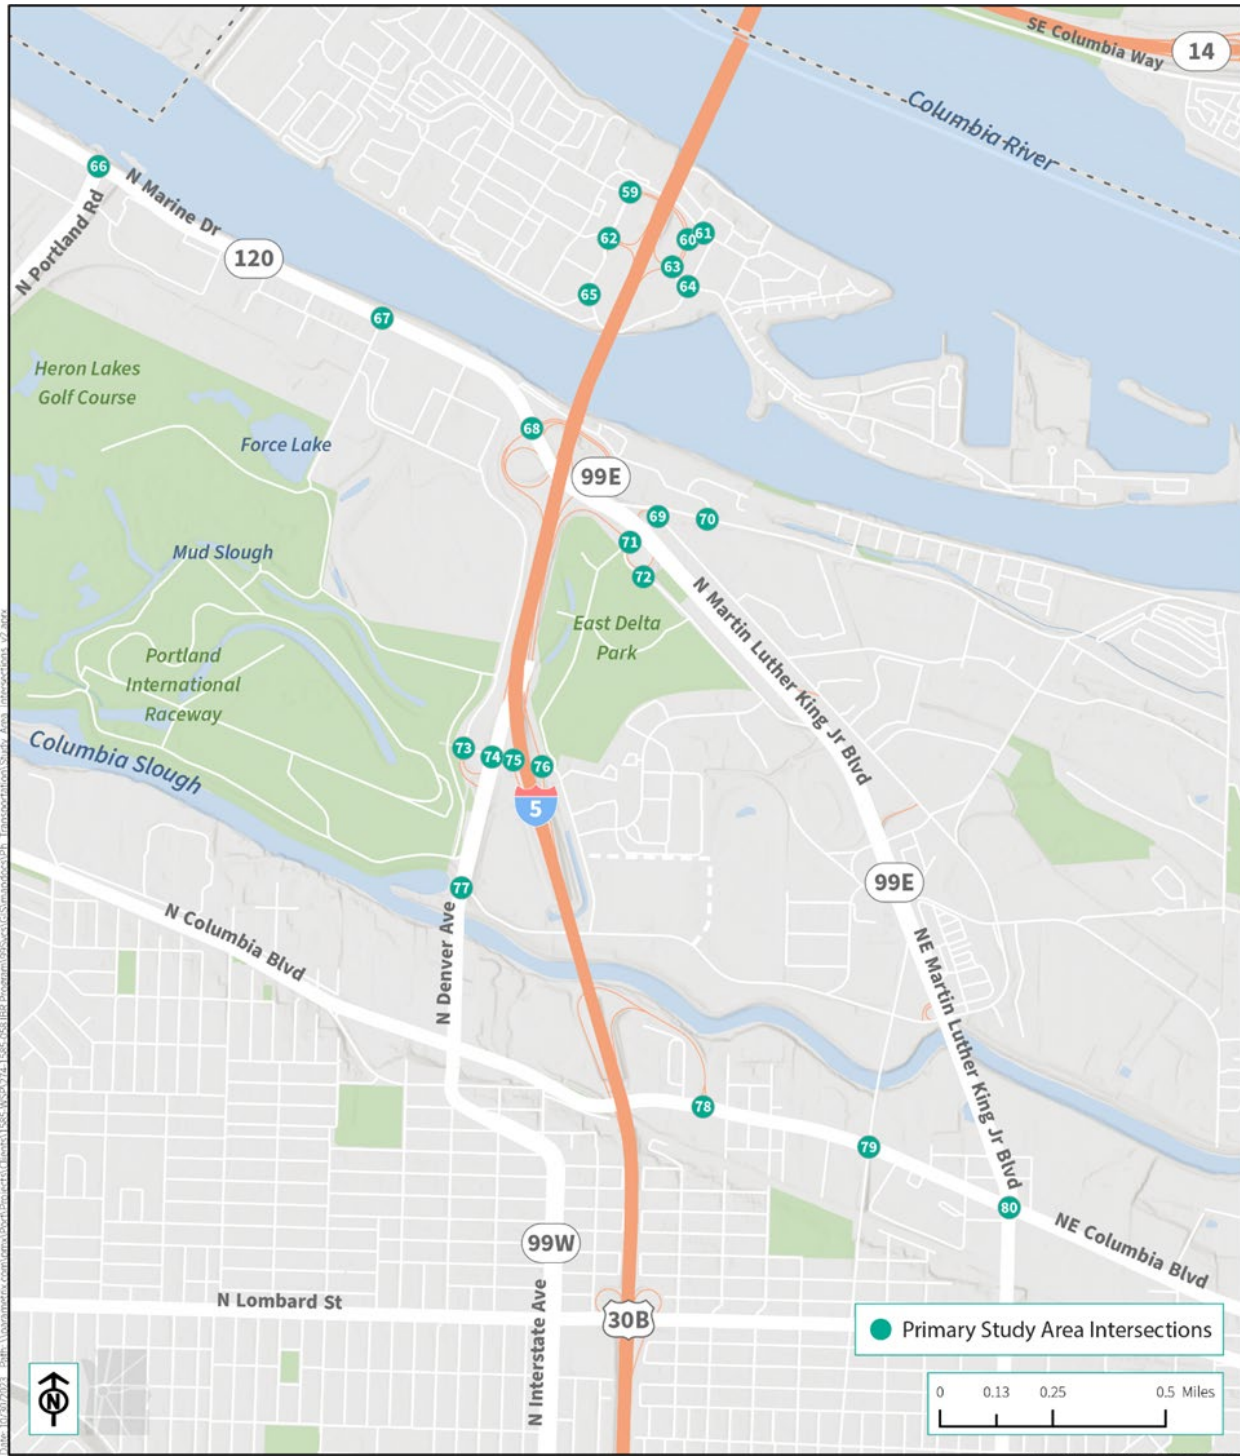 SE Columbia Way
14
Columbia River
66
N Marine Dr
N Portland Rd
120
59
62
60
61
63
64
65
67
Heron Lakes
Golf Course
Force Lake
68
99E
69
70
71
72
Mud Slough
N Martin Luther King Jr Blvd
East Delta
Park
Portland
International
Raceway
Columbia Slough
73
74
75
76
5
77
99E
N Columbia Blvd
N Denver Ave
NE Martin Luther King Jr Blvd
78
79
80
NE Columbia Blvd
99W
N Lombard St
N Interstate Ave
30B
Primary Study Area Intersections
N
0 0.13 0.25 0.5 Miles